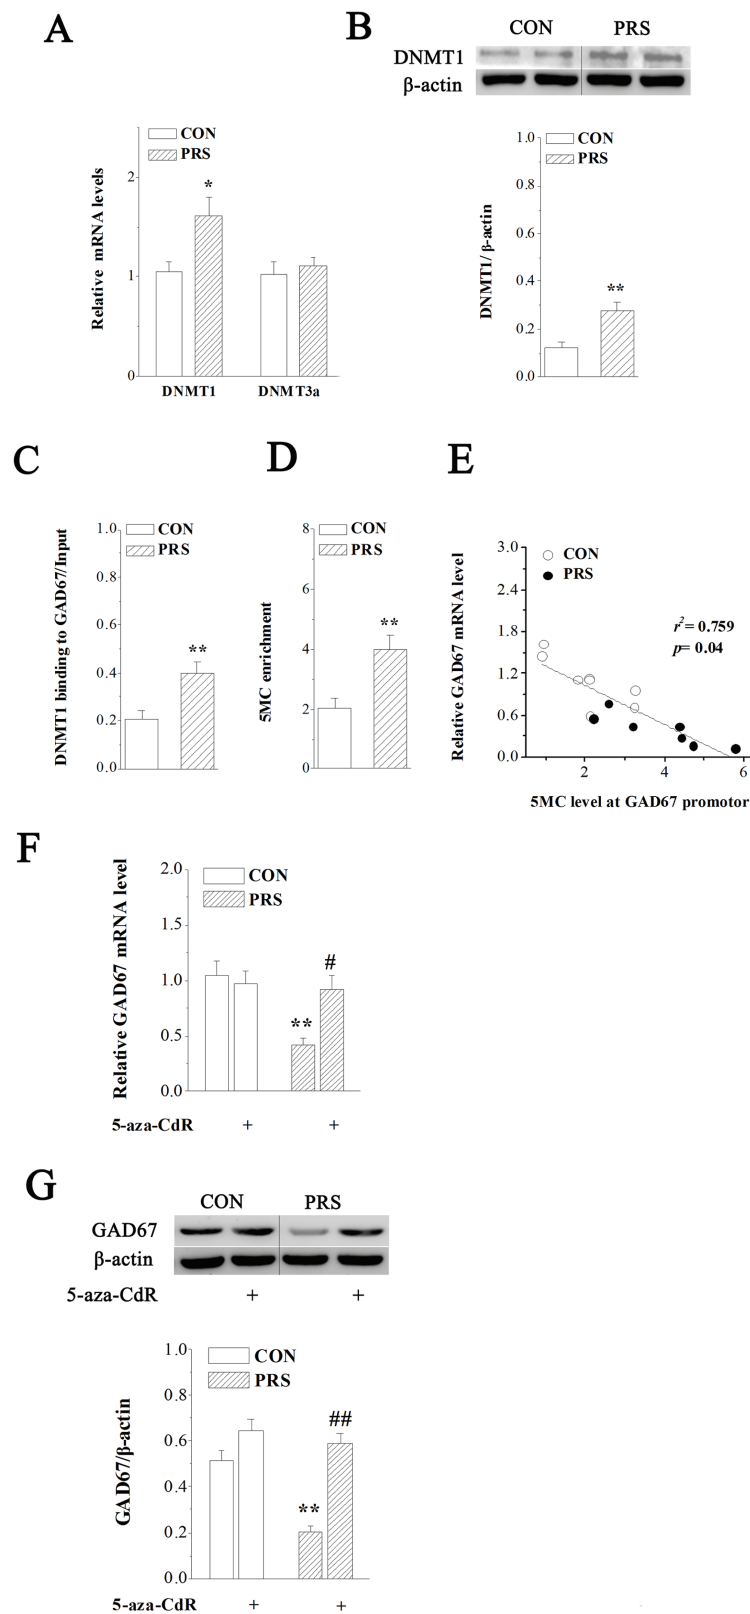 A
CON
PRS
Relative mRNA levels
2
1
0
*
DNMT1 DNMT3a
B
CON PRS
DNMT1
β-actin
CON
PRS
DNMT1/β-actin
1.0
0.8
0.6
0.4
0.2
0.0
**
C
CON
PRS
DNMT1 binding to GAD67/Input
1.0
0.8
0.6
0.4
0.2
0.0
**
D
CON
PRS
5MC enrichment
8
6
4
2
0
**
E
CON
PRS
Relative GAD67 mRNA level
3.0
2.4
1.8
1.2
0.6
0.0
r²= 0.759
p= 0.04
2 4 6
5MC level at GAD67 promotor
F
CON
PRS
Relative GAD67 mRNA level
2.0
1.5
1.0
0.5
0.0
** #
5-aza-CdR + +
G
CON PRS
GAD67
β-actin
5-aza-CdR + +
CON
PRS
GAD67/β-actin
1.0
0.8
0.6
0.4
0.2
0.0
** ##
5-aza-CdR + +